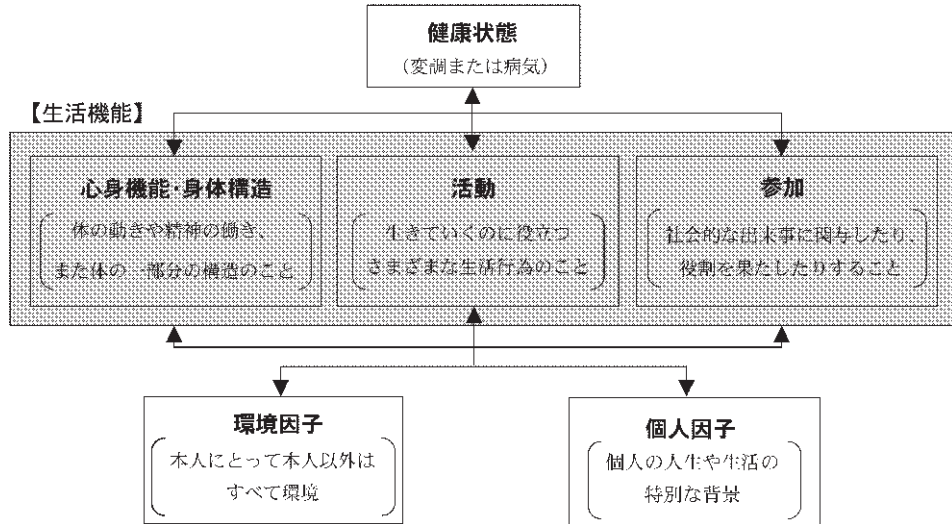 健康状態
（変調または病気）
【生活機能】
心身機能・身体構造
体の動きや精神の働き、
また体の一部分の構造のこと
活動
生きていくのに役立つ
さまざまな生活行為のこと
参加
社会的な出来事に関与したり、
役割を果たしたりすること
環境因子
本人にとって本人以外は
すべて環境
個人因子
個人の人生や生活の
特別な背景